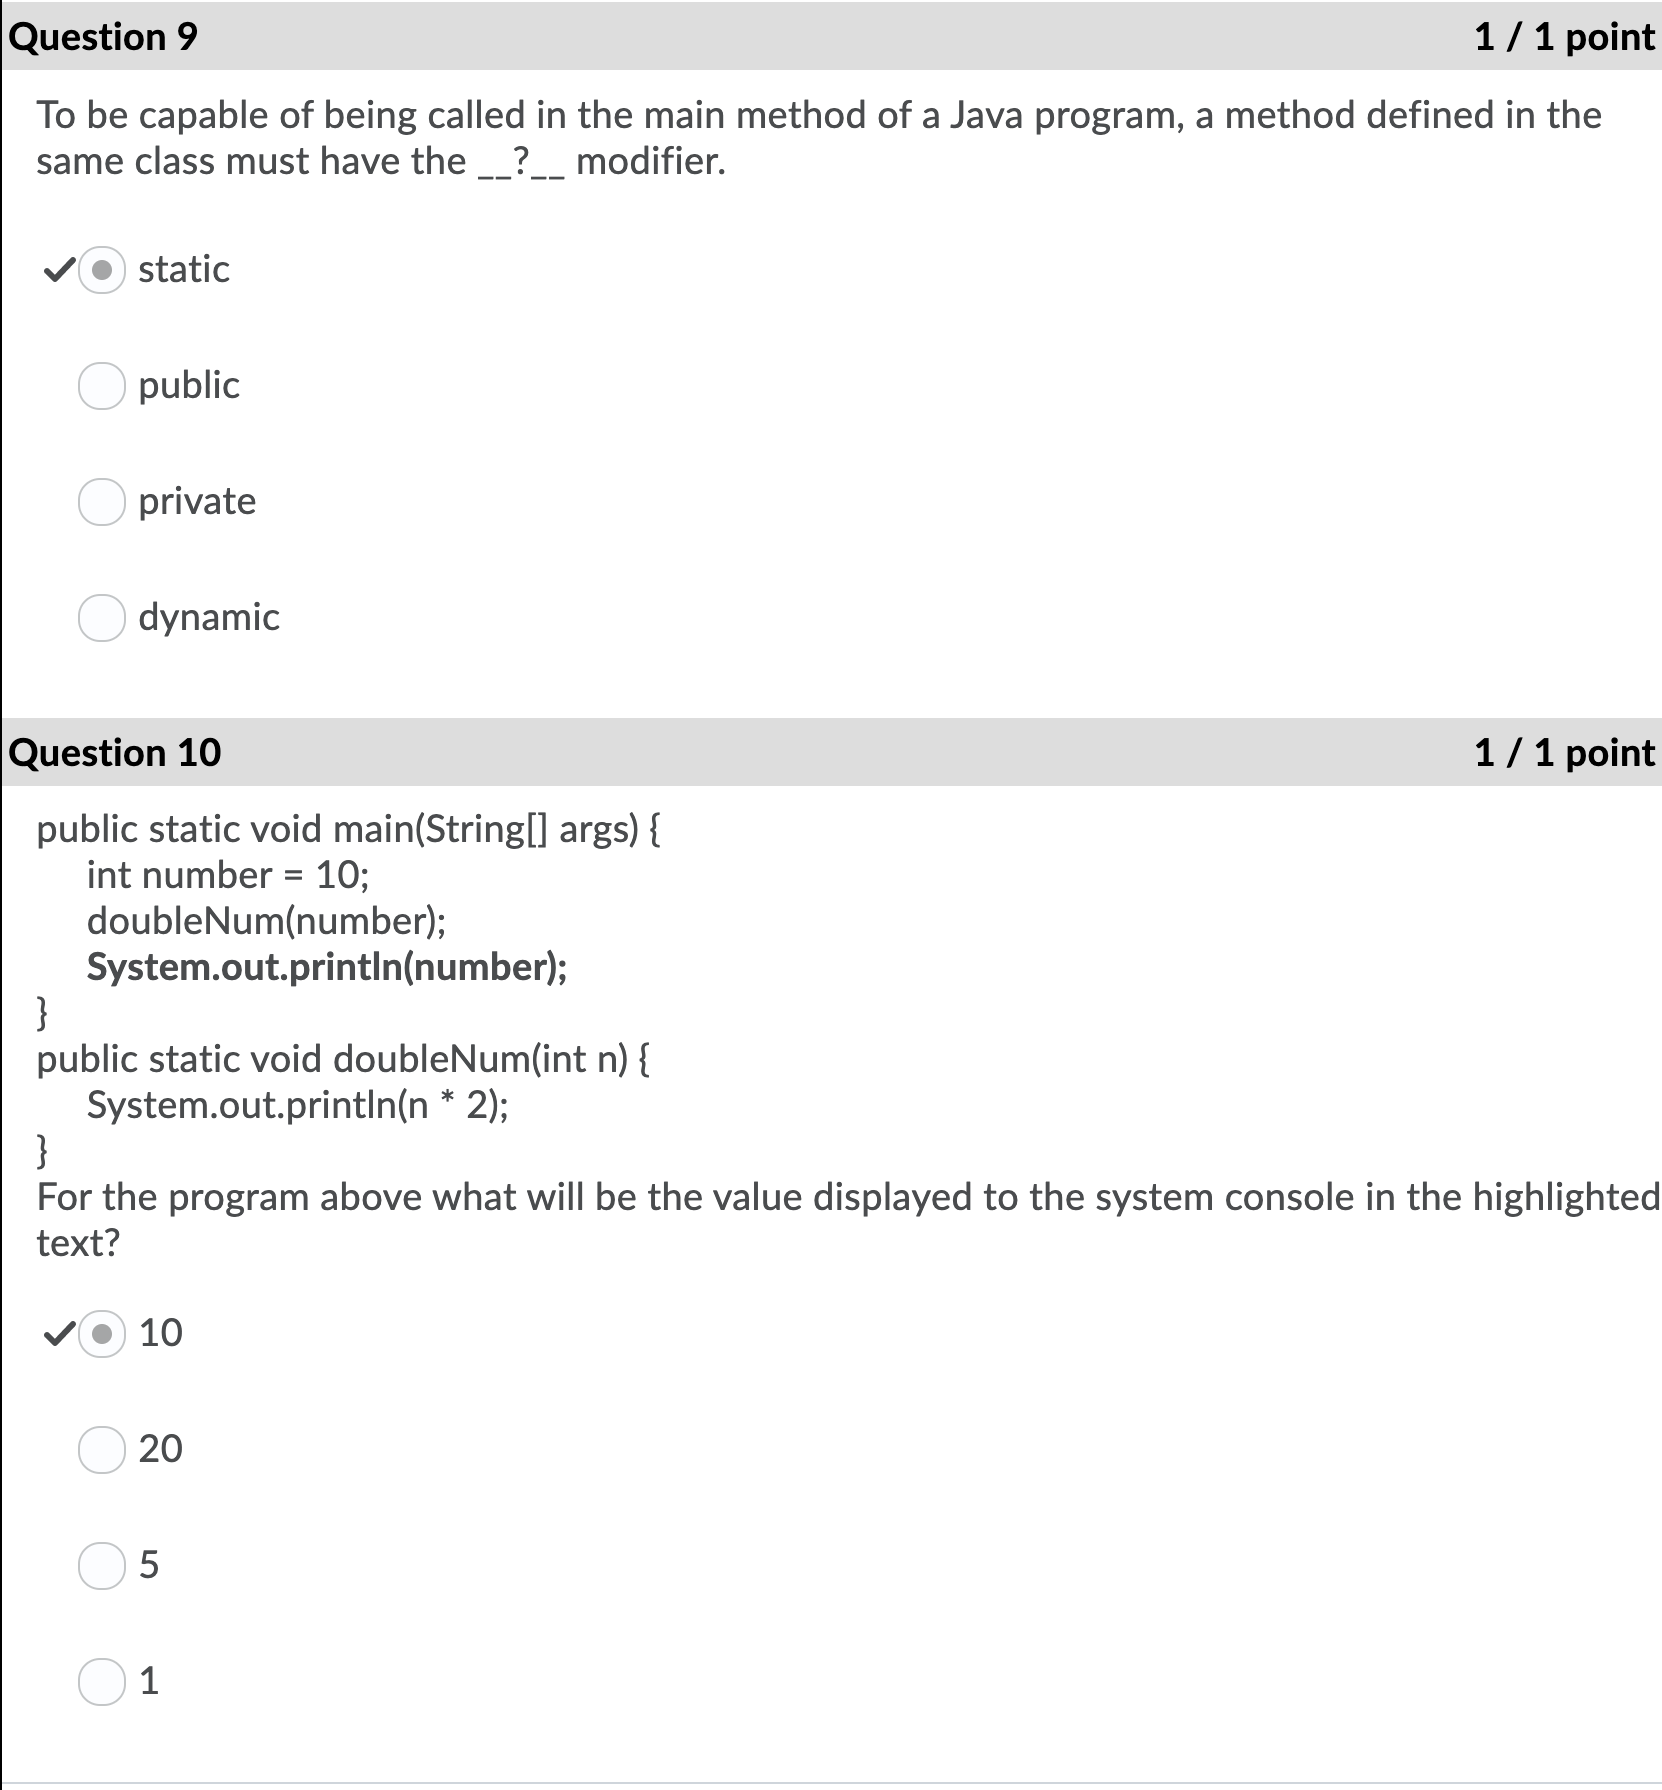 Question 9 1 / 1 point
To be capable of being called in the main method of a Java program, a method defined in the
same class must have the __?__ modifier.
static
public
private
dynamic
Question 10 1 / 1 point
public static void main(String[] args) {
int number = 10;
doubleNum(number);
System.out.println(number);
}
public static void doubleNum(int n) {
System.out.println(n * 2);
}
For the program above what will be the value displayed to the system console in the highlighted
text?
10
20
5
1